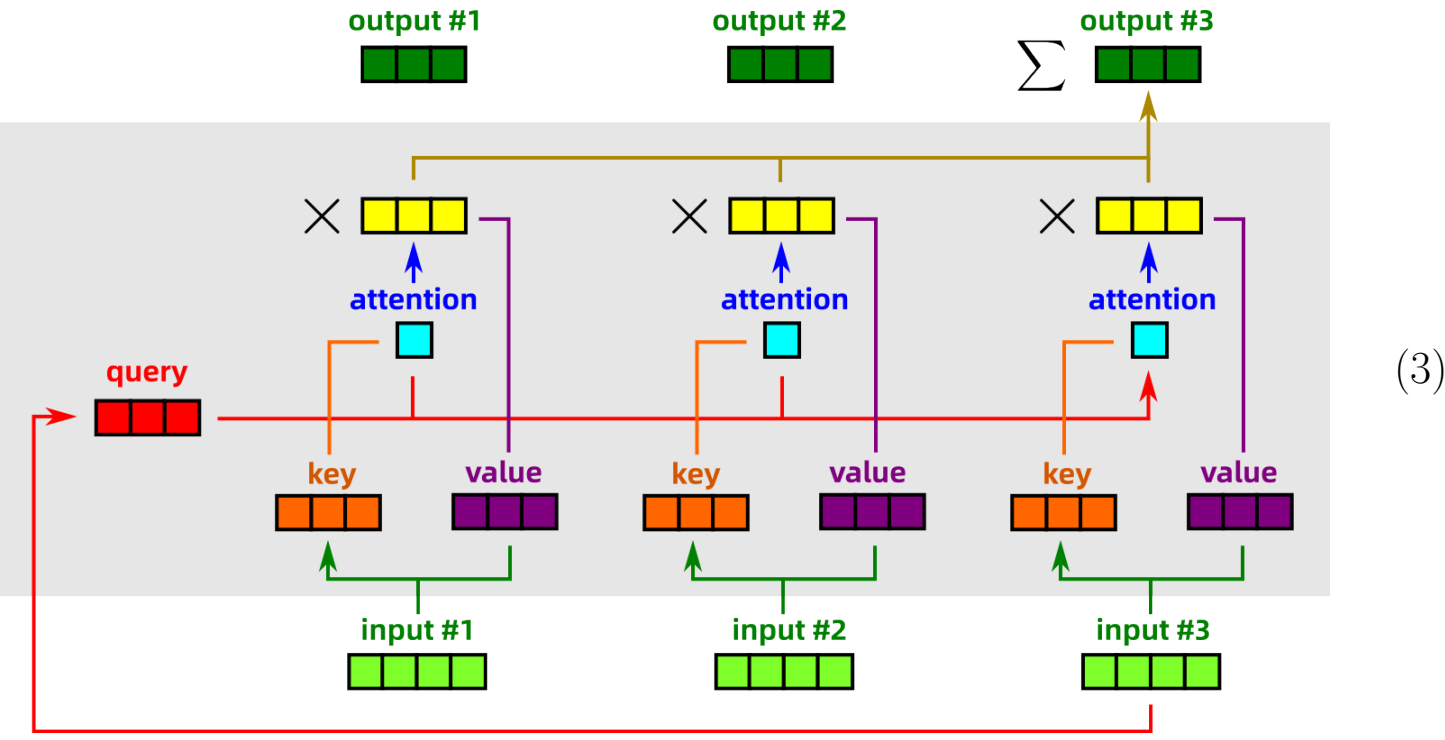 output #1
output #2
output #3
∑
×
×
×
attention
attention
attention
query
(3)
key
value
key
value
key
value
input #1
input #2
input #3